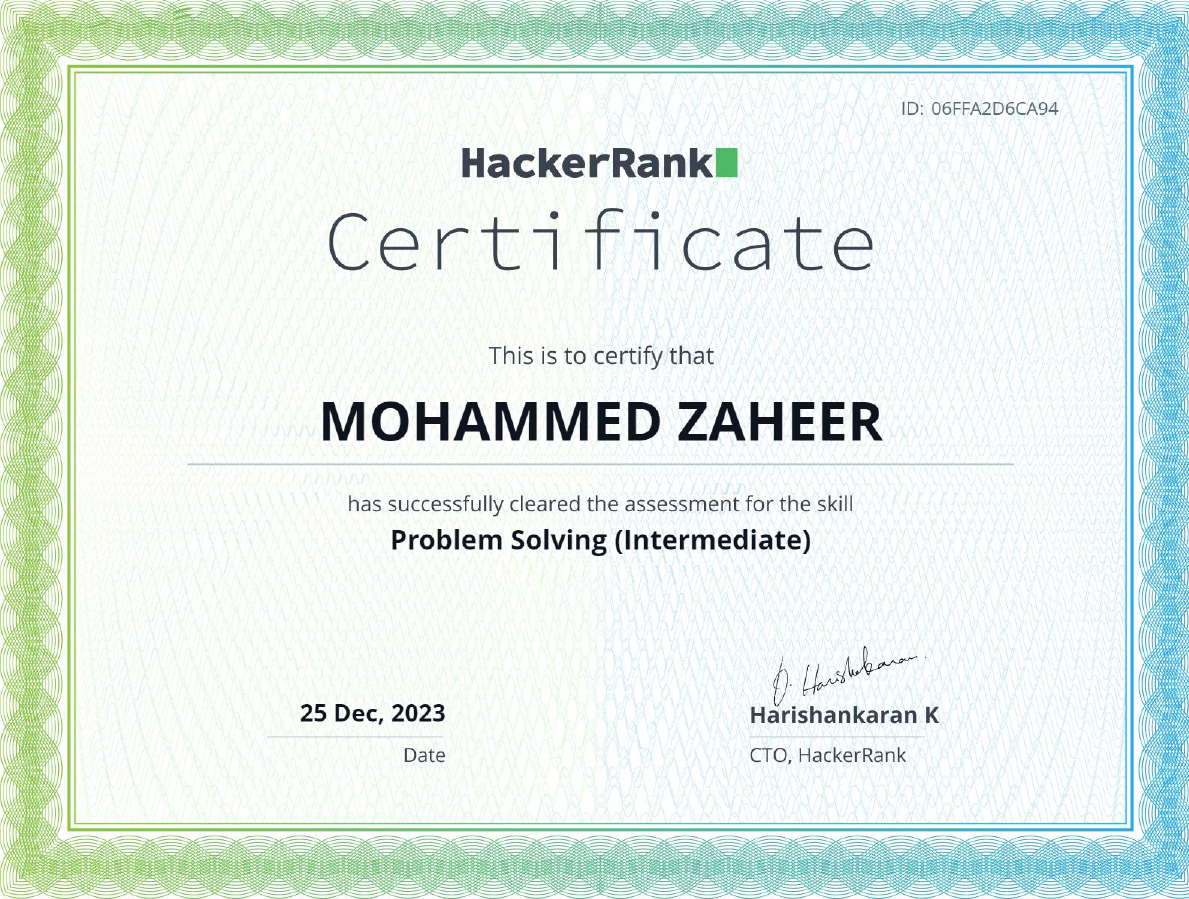 ID: 06FFA2D6CA94
HackerRank
Certificate
This is to certify that
MOHAMMED ZAHEER
has successfully cleared the assessment for the skill
Problem Solving (Intermediate)
25 Dec, 2023
Date
Harishankaran K
CTO, HackerRank